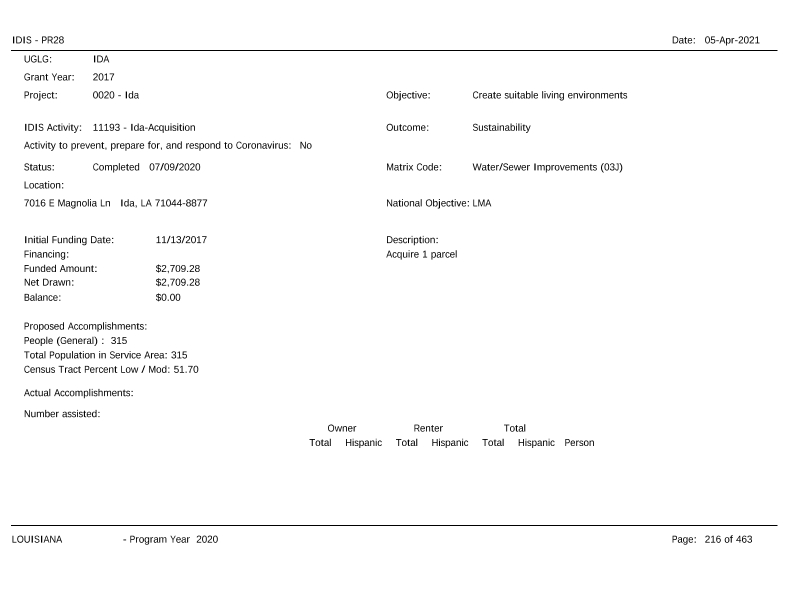 IDIS - PR28 Date: 05-Apr-2021
UGLG: IDA
Grant Year: 2017
Project: 0020 - Ida Objective: Create suitable living environments
IDIS Activity: 11193 - Ida-Acquisition Outcome: Sustainability
Activity to prevent, prepare for, and respond to Coronavirus: No
Status: Completed 07/09/2020 Matrix Code: Water/Sewer Improvements (03J)
Location:
7016 E Magnolia Ln Ida, LA 71044-8877 National Objective: LMA
Initial Funding Date: 11/13/2017 Description:
Financing: Acquire 1 parcel
Funded Amount: $2,709.28
Net Drawn: $2,709.28
Balance: $0.00
Proposed Accomplishments:
People (General) : 315
Total Population in Service Area: 315
Census Tract Percent Low / Mod: 51.70
Actual Accomplishments:
Number assisted:
Owner Renter Total
Total Hispanic Total Hispanic Total Hispanic Person
LOUISIANA - Program Year 2020 Page: 216 of 463